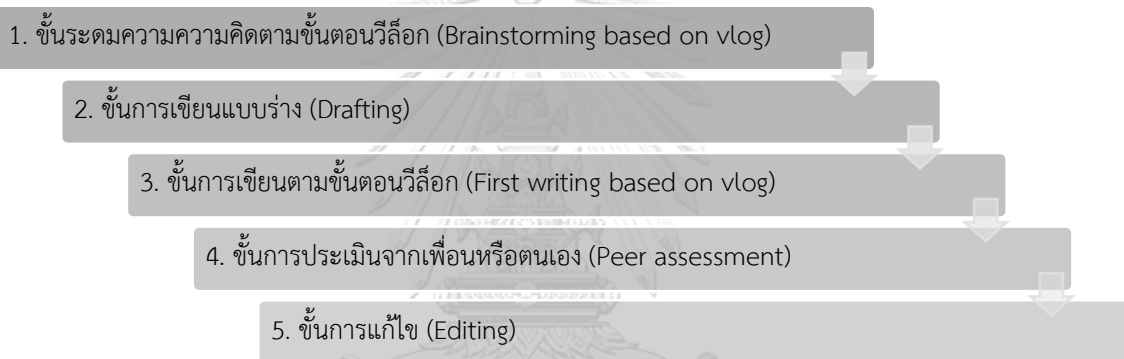 1. ขั้นระดมความความคิดตามขั้นตอนวีล็อก (Brainstorming based on vlog)
2. ขั้นการเขียนแบบร่าง (Drafting)
3. ขั้นการเขียนตามขั้นตอนวีล็อก (First writing based on vlog)
4. ขั้นการประเมินจากเพื่อนหรือตนเอง (Peer assessment)
5. ขั้นการแก้ไข (Editing)